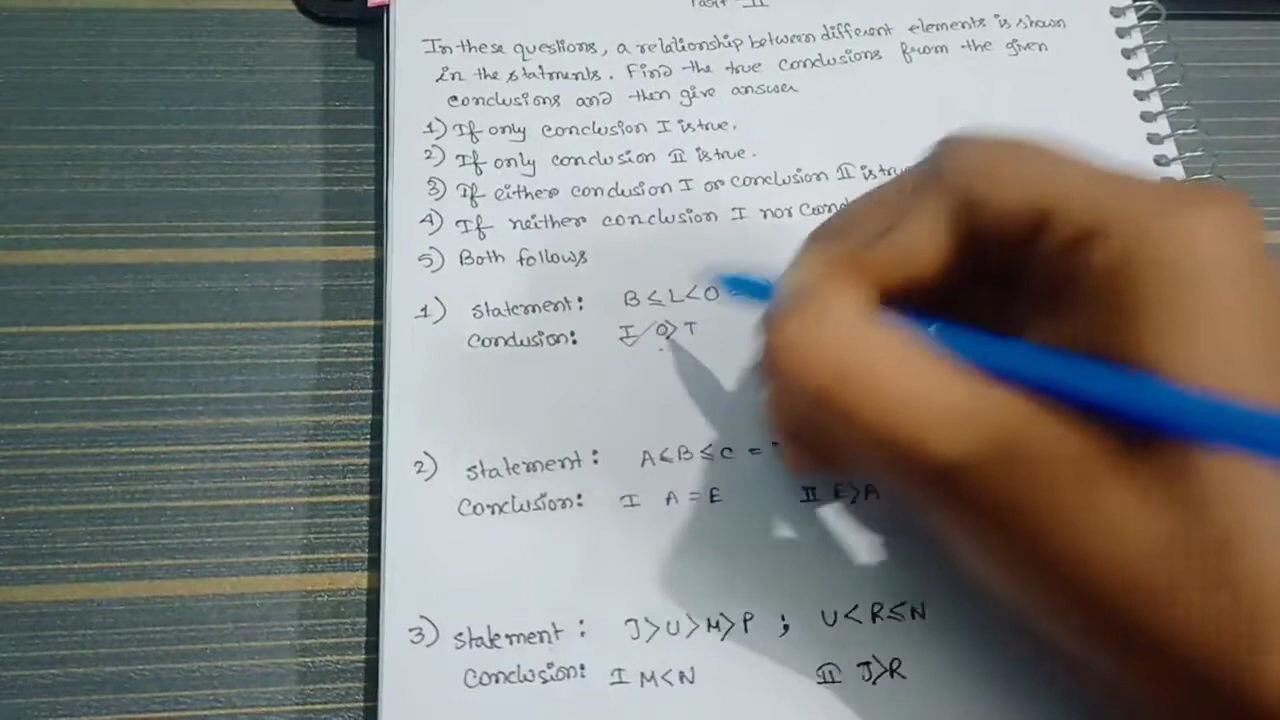 In these questions, a relationship between different elements is shown
in the statments. Find the true conclusions from the given
conclusions and then give answer
1) If only conclusion I is true.
2) If only conclusion II is true.
3) If either conclusion I or conclusion II is
4) If neither conclusion I nor
5) Both follows
1) Statement: B ≤ L < O
Conclusion: I O > T
2) Statement: A < B ≤ C =
Conclusion: I A = E II E > A
3) Statement: J > U > M > P ; U < R ≤ N
Conclusion: I M < N II J > R